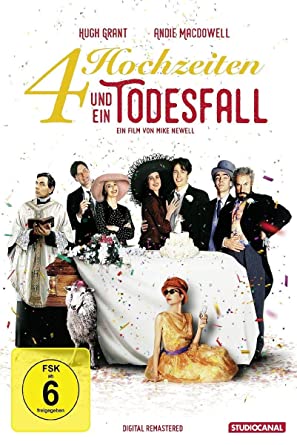 HUGH GRANT ANDIE MACDOWELL
4 Hochzeiten
UND EIN TODESFALL
EIN FILM VON MIKE NEWELL
FSK
ab
6
freigegeben
DIGITAL REMASTERED
STUDIOCANAL